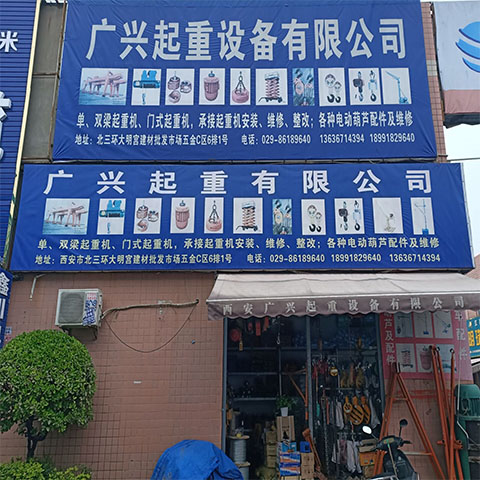 广兴起重设备有限公司
单、双梁起重机、门式起重机，承接起重机安装、维修、整改；各种电动葫芦配件及维修
地址：北三环大明宫建材批发市场五金C区6排1号 电话：029-86189640 13636714394 18991829640
广兴起重有限公司
单、双梁起重机、门式起重机，承接起重机安装、维修、整改；各种电动葫芦配件及维修
地址：西安市北三环大明宫建材批发市场五金C区6排1号 电话：029-86189640 18991829640 13636714394
西安广兴起重设备有限公司
米
鑫
及配件